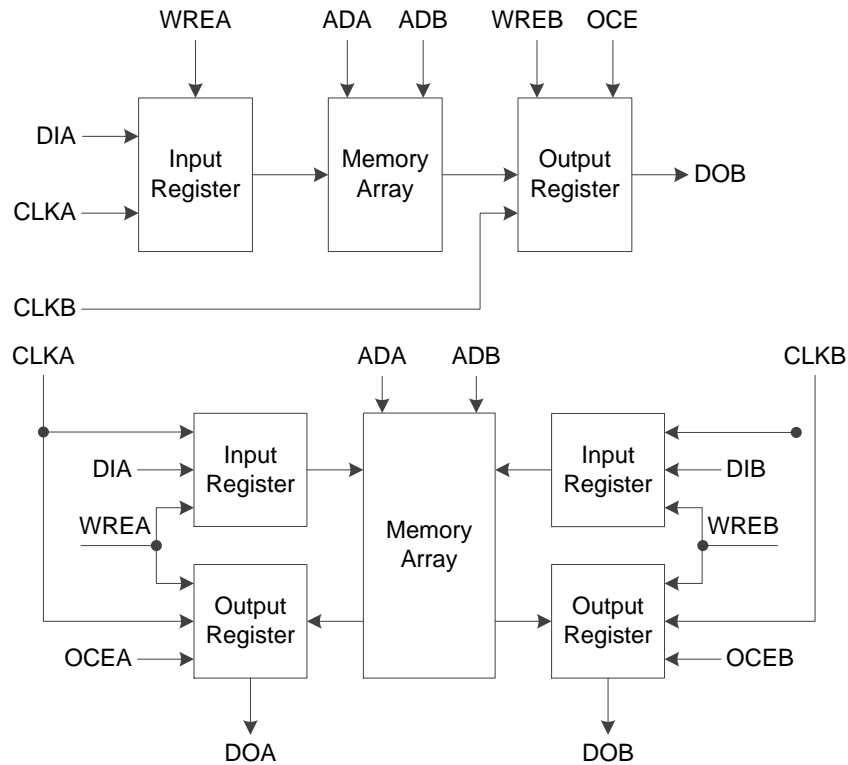 WREA ADA ADB WREB OCE
DIA
Input
Register
Memory
Array
Output
Register
DOB
CLKA
CLKB
CLKA ADA ADB CLKB
Input
Register
Input
Register
DIA
DIB
WREA
Memory
Array
WREB
Output
Register
Output
Register
OCEA
OCEB
DOA
DOB